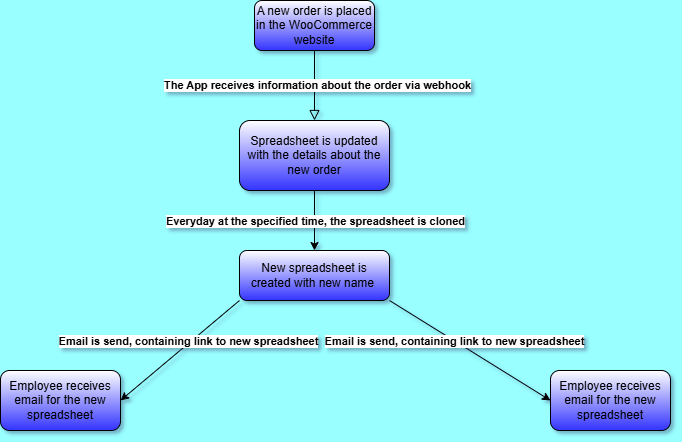 A new order is placed
in the WooCommerce
website
The App receives information about the order via webhook
Spreadsheet is updated
with the details about the
new order
Everyday at the specified time, the spreadsheet is cloned
New spreadsheet is
created with new name
Email is send, containing link to new spreadsheet
Email is send, containing link to new spreadsheet
Employee receives
email for the new
spreadsheet
Employee receives
email for the new
spreadsheet